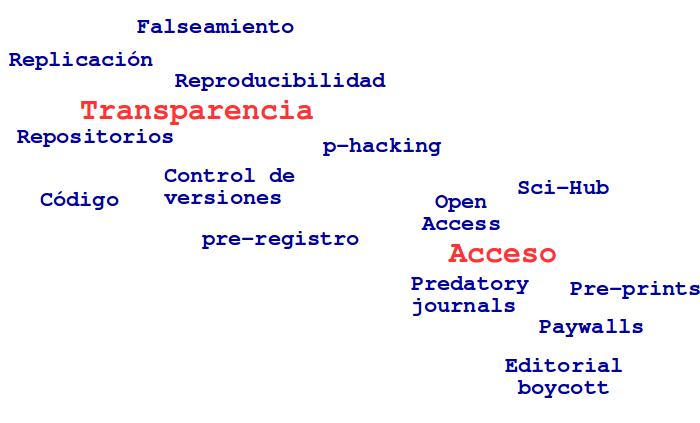 Falseamiento
Replicación
Reproducibilidad
Transparencia
Repositorios
p-hacking
Control de
versiones
Código
Sci-Hub
Open
Access
pre-registro
Acceso
Predatory
journals
Pre-prints
Paywalls
Editorial
boycott